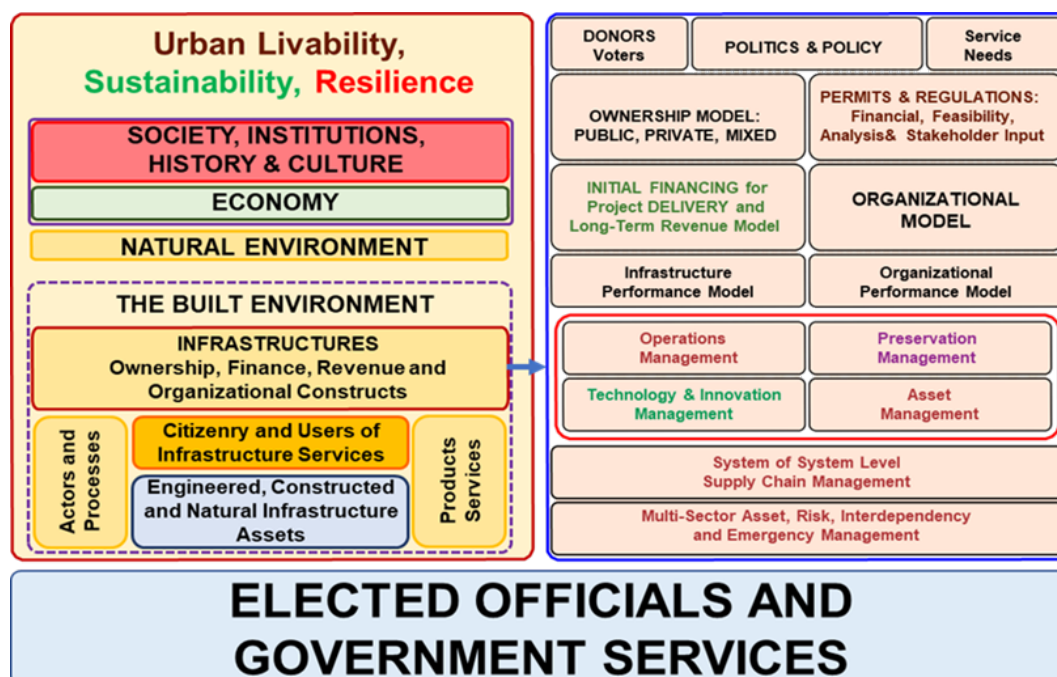 Urban Livability,
Sustainability, Resilience
SOCIETY, INSTITUTIONS,
HISTORY & CULTURE
ECONOMY
NATURAL ENVIRONMENT
THE BUILT ENVIRONMENT
INFRASTRUCTURES
Ownership, Finance, Revenue and
Organizational Constructs
Actors and
Processes
Citizenry and Users of
Infrastructure Services
Engineered, Constructed
and Natural Infrastructure
Assets
Products
Services
DONORS
Voters
POLITICS & POLICY
Service
Needs
OWNERSHIP MODEL:
PUBLIC, PRIVATE, MIXED
PERMITS & REGULATIONS:
Financial, Feasibility,
Analysis& Stakeholder Input
INITIAL FINANCING for
Project DELIVERY and
Long-Term Revenue Model
ORGANIZATIONAL
MODEL
Infrastructure
Performance Model
Organizational
Performance Model
Operations
Management
Preservation
Management
Technology & Innovation
Management
Asset
Management
System of System Level
Supply Chain Management
Multi-Sector Asset, Risk, Interdependency
and Emergency Management
ELECTED OFFICIALS AND
GOVERNMENT SERVICES